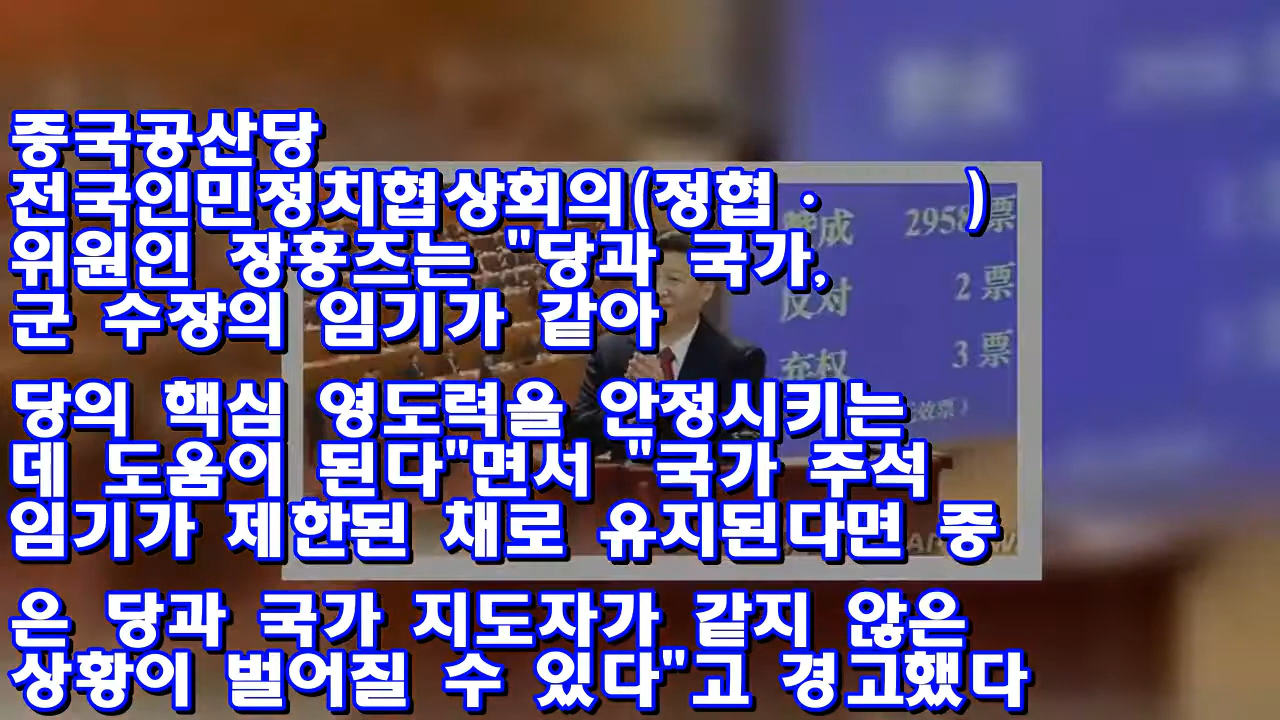 중국공산당
전국인민정치협상회의(정협 · )
위원인 장훙즈는 "당과 국가,
군 수장의 임기가 같아
당의 핵심 영도력을 안정시키는
데 도움이 된다"면서 "국가 주석
임기가 제한된 채로 유지된다면 중
은 당과 국가 지도자가 같지 않은
상황이 벌어질 수 있다"고 경고했다
成 2958票
反对 2票
弃权 3票